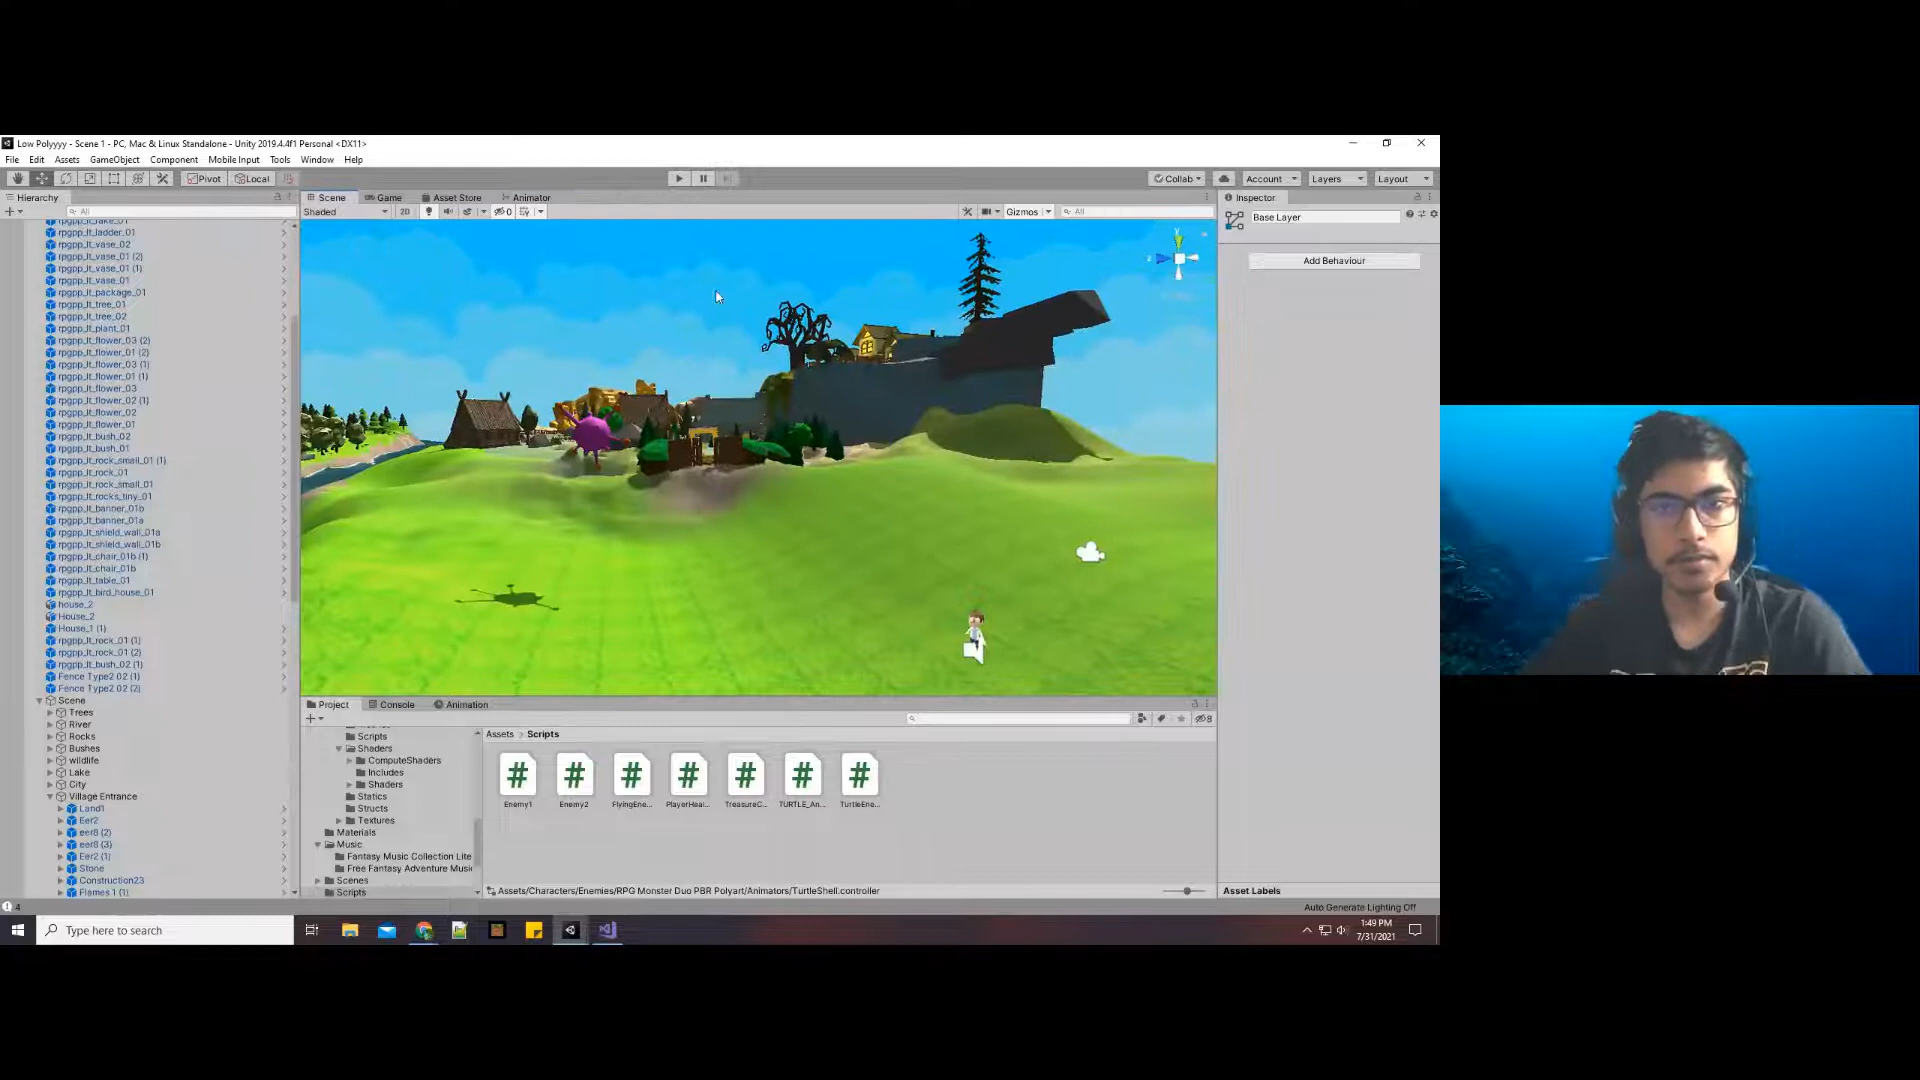 Low Polyyyy - Scene 1 - PC, Mac & Linux Standalone - Unity 2019.4.4f1 Personal <DX11>
File Edit Assets GameObject Component Mobile Input Tools Window Help
Pivot Local Collab Account Layers Layout
Hierarchy Scene Game Asset Store Animator Inspector
All Shaded 2D 0 Gizmos All
Base Layer
Add Behaviour
rpgpp_lt_ladder_01
rpgpp_lt_vase_02
rpgpp_lt_vase_01 (2)
rpgpp_lt_vase_01 (1)
rpgpp_lt_vase_01
rpgpp_lt_package_01
rpgpp_lt_tree_01
rpgpp_lt_tree_02
rpgpp_lt_plant_01
rpgpp_lt_flower_03 (2)
rpgpp_lt_flower_01 (2)
rpgpp_lt_flower_03 (1)
rpgpp_lt_flower_01 (1)
rpgpp_lt_flower_03
rpgpp_lt_flower_02 (1)
rpgpp_lt_flower_02
rpgpp_lt_flower_01
rpgpp_lt_bush_02
rpgpp_lt_bush_01
rpgpp_lt_rock_small_01 (1)
rpgpp_lt_rock_01
rpgpp_lt_rock_small_01
rpgpp_lt_rocks_tiny_01
rpgpp_lt_banner_01b
rpgpp_lt_banner_01a
rpgpp_lt_shield_wall_01a
rpgpp_lt_shield_wall_01b
rpgpp_lt_chair_01b (1)
rpgpp_lt_chair_01b
rpgpp_lt_table_01
rpgpp_lt_bird_house_01
house_2
House_2
House_1 (1)
rpgpp_lt_rock_01 (1)
rpgpp_lt_rock_01 (2)
rpgpp_lt_bush_02 (1)
Fence Type2 02 (1)
Fence Type2 02 (2)
Scene
Trees
River
Rocks
Bushes
wildlife
Lake
City
Village Entrance
Land1
Eer2
eer8 (2)
eer8 (3)
Eer2 (1)
Stone
Construction23
Flames 1 (1)
y
z
Project Console Animation
8
Scripts
Shaders
ComputeShaders
Includes
Shaders
Statics
Structs
Textures
Materials
Music
Fantasy Music Collection Lite
Free Fantasy Adventure Musi
Scenes
Scripts
Assets > Scripts
# # # # # # #
Enemy1 Enemy2 FlyingEne... PlayerHeal... TreasureC... TURTLE_An... TurtleEne...
Assets/Characters/Enemies/RPG Monster Duo PBR Polyart/Animators/TurtleShell.controller
Asset Labels
4
Auto Generate Lighting Off
Type here to search
1:49 PM
7/31/2021